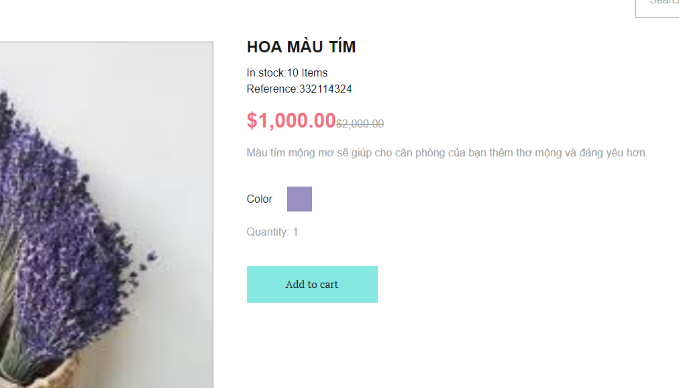 HOA MÀU TÍM
In stock:10 Items
Reference:332114324
$1,000.00$2,000.00
Màu tím mộng mơ sẽ giúp cho căn phòng của bạn thêm thơ mộng và đáng yêu hơn.
Color
Quantity: 1
Add to cart